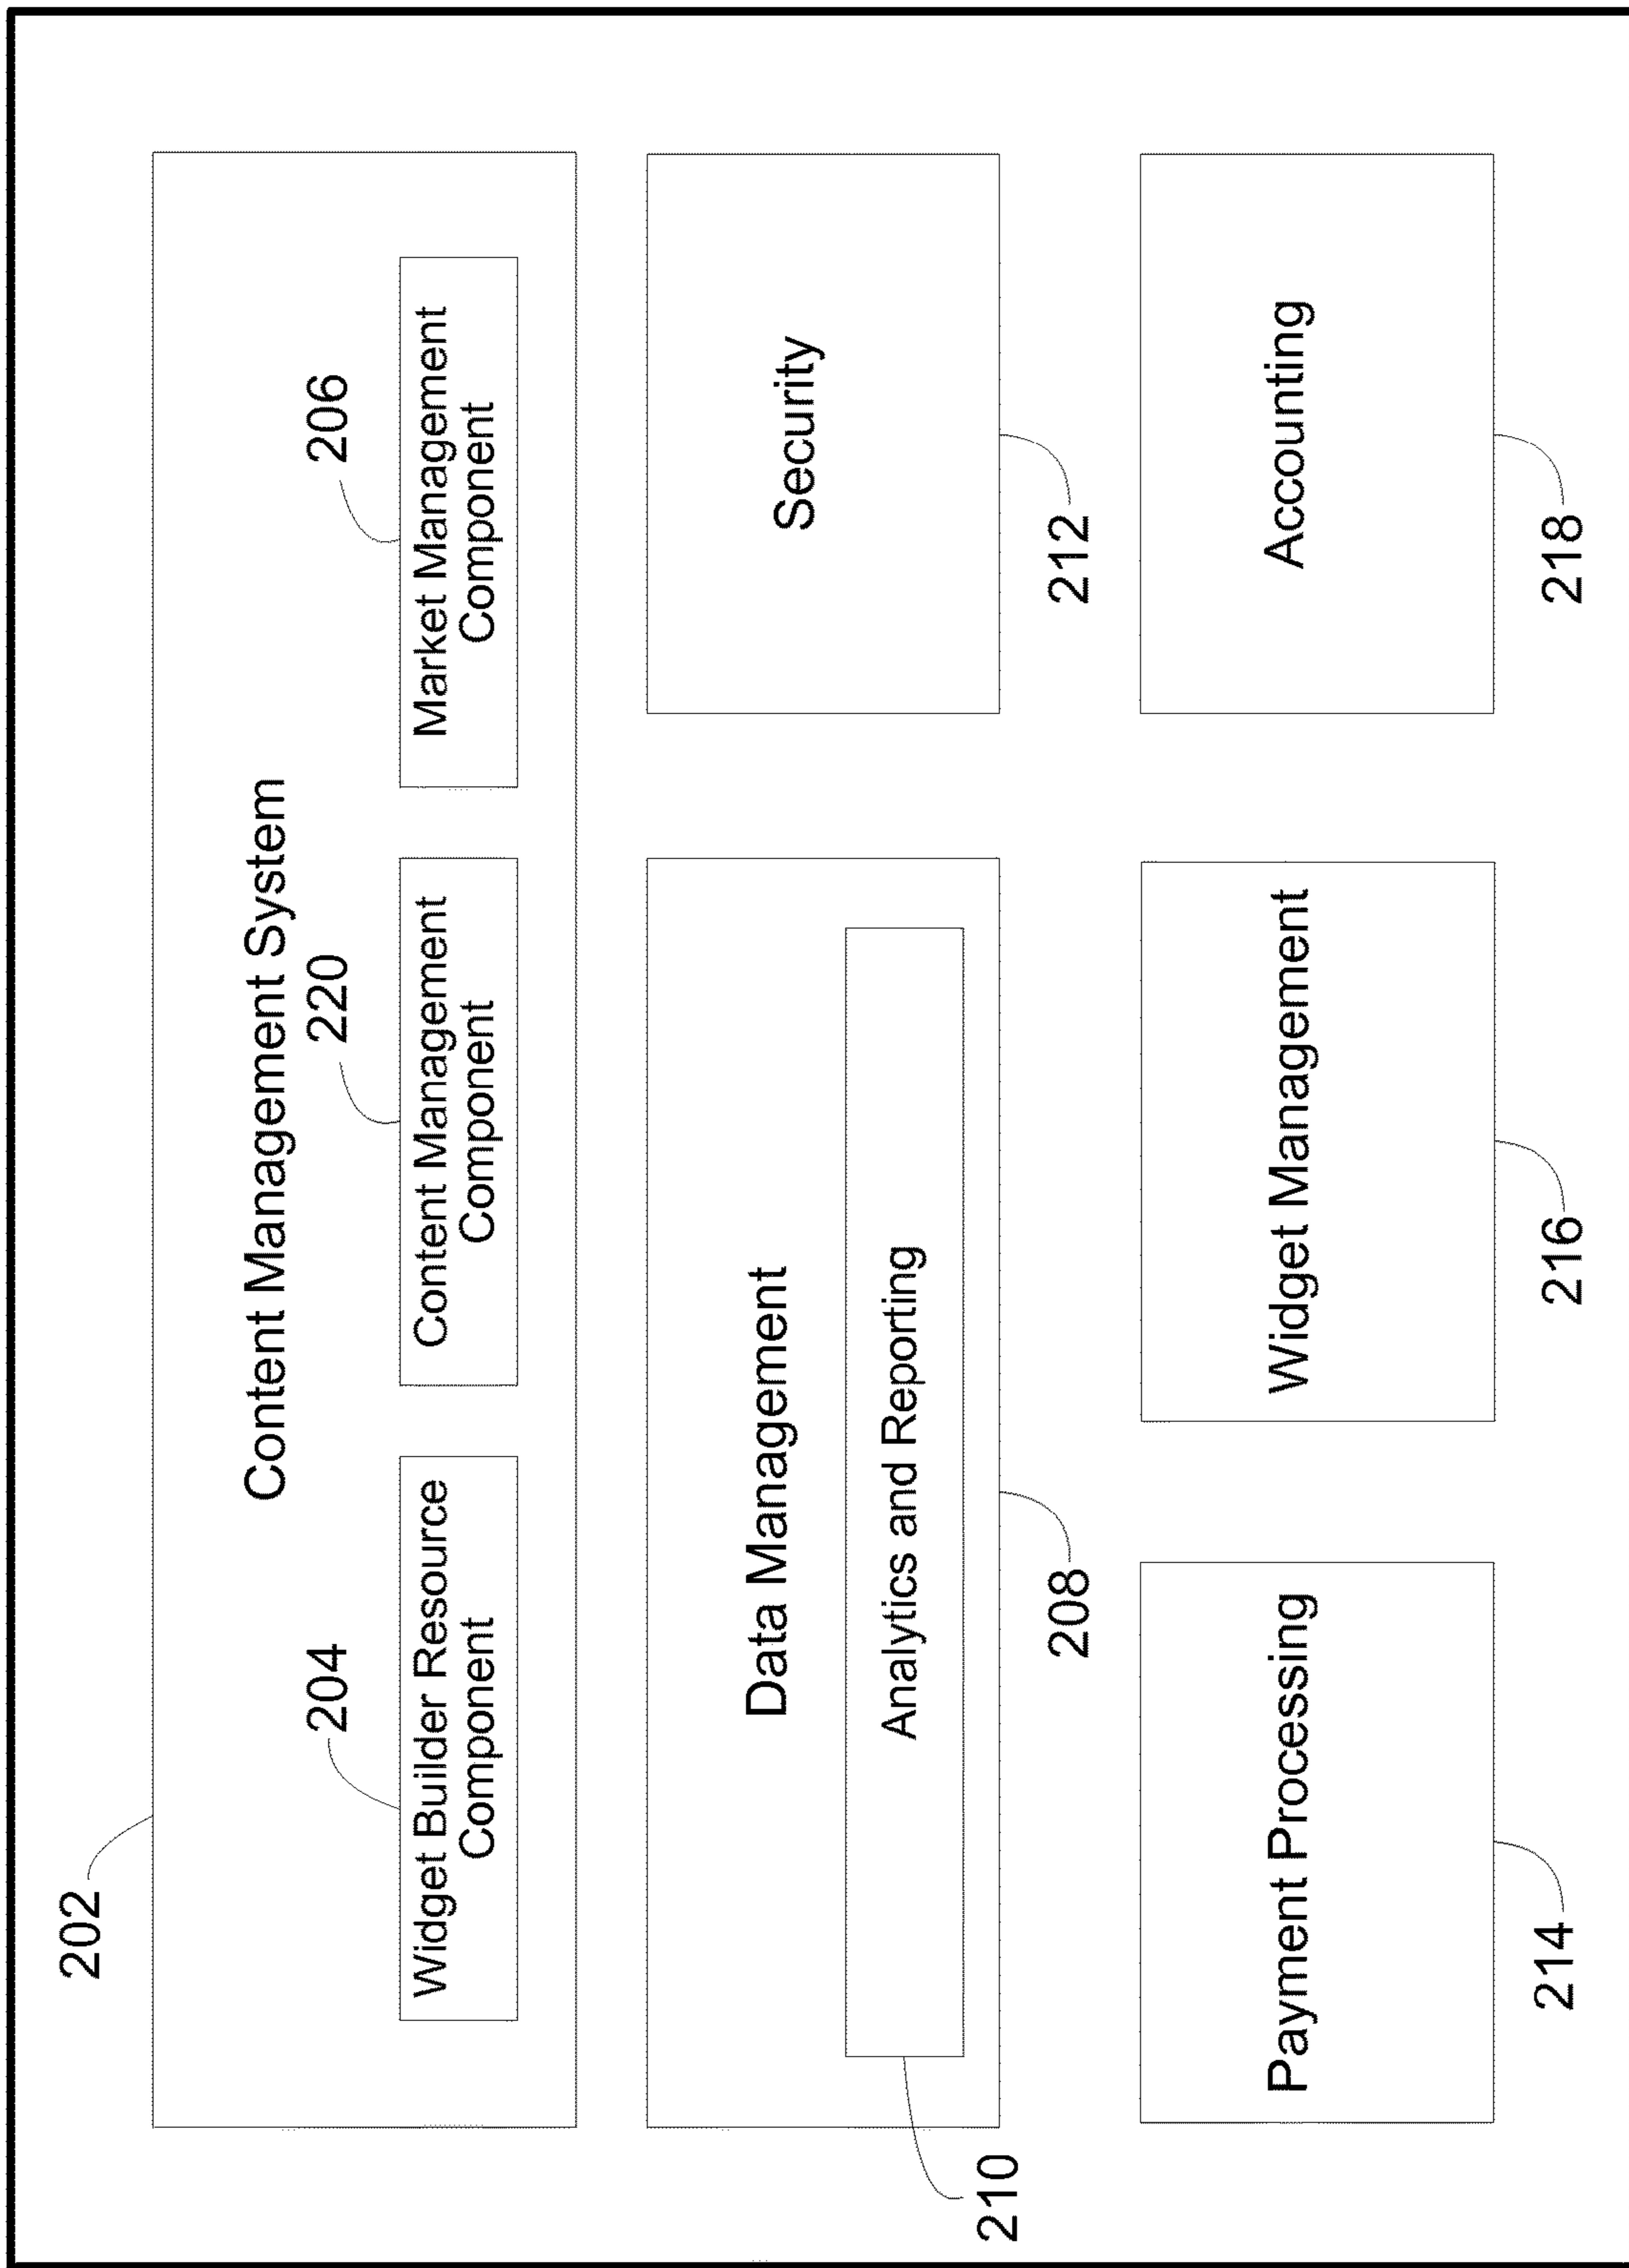 202
Content Management System
204
220
206
Widget Builder Resource
Component
Content Management
Component
Market Management
Component
Data Management
Analytics and Reporting
210
208
Security
212
Payment Processing
214
Widget Management
216
Accounting
218